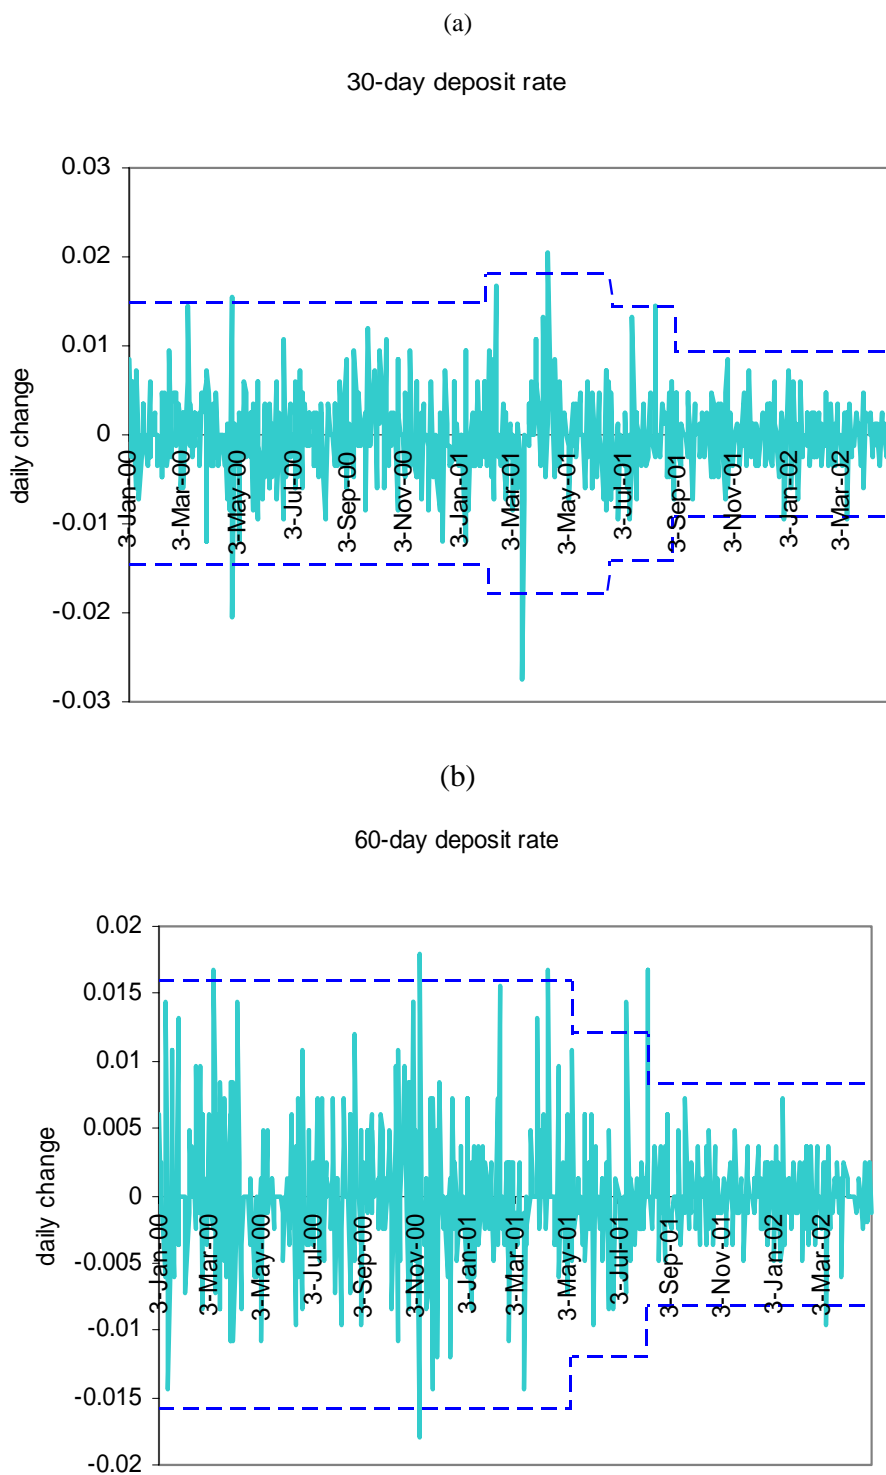 (a)
30-day deposit rate
0.03
0.02
0.01
0
-0.01
-0.02
-0.03
daily change
3-Jan-00
3-Mar-00
3-May-00
3-Jul-00
3-Sep-00
3-Nov-00
3-Jan-01
3-Mar-01
3-May-01
3-Jul-01
3-Sep-01
3-Nov-01
3-Jan-02
3-Mar-02
(b)
60-day deposit rate
0.02
0.015
0.01
0.005
0
-0.005
-0.01
-0.015
-0.02
daily change
3-Jan-00
3-Mar-00
3-May-00
3-Jul-00
3-Sep-00
3-Nov-00
3-Jan-01
3-Mar-01
3-May-01
3-Jul-01
3-Sep-01
3-Nov-01
3-Jan-02
3-Mar-02